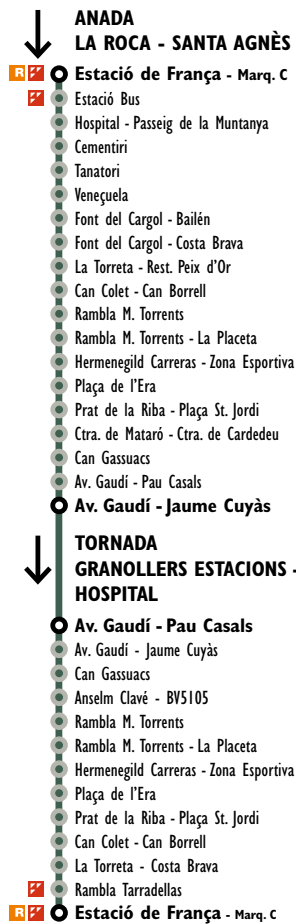 ANADA
LA ROCA - SANTA AGNÈS
R Estació de França - Marq. C
Estació Bus
Hospital - Passeig de la Muntanya
Cementiri
Tanatori
Veneçuela
Font del Cargol - Bailén
Font del Cargol - Costa Brava
La Torreta - Rest. Peix d'Or
Can Colet - Can Borrell
Rambla M. Torrents
Rambla M. Torrents - La Placeta
Hermenegild Carreras - Zona Esportiva
Plaça de l'Era
Prat de la Riba - Plaça St. Jordi
Ctra. de Mataró - Ctra. de Cardedeu
Can Gassuacs
Av. Gaudí - Pau Casals
Av. Gaudí - Jaume Cuyàs
TORNADA
GRANOLLERS ESTACIONS -
HOSPITAL
Av. Gaudí - Pau Casals
Av. Gaudí - Jaume Cuyàs
Can Gassuacs
Anselm Clavé - BV5105
Rambla M. Torrents
Rambla M. Torrents - La Placeta
Hermenegild Carreras - Zona Esportiva
Plaça de l'Era
Prat de la Riba - Plaça St. Jordi
Can Colet - Can Borrell
La Torreta - Costa Brava
Rambla Tarradellas
R Estació de França - Marq. C